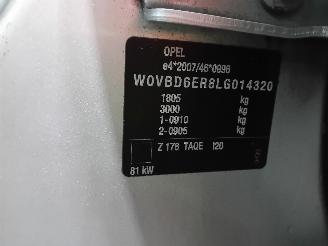 OPEL
e4*2007/46*0996
W0VBD6ER8LG014320
1805 kg
3000 kg
1-0910 kg
2-0905 kg
Z 178 TAQE 120
81 kW